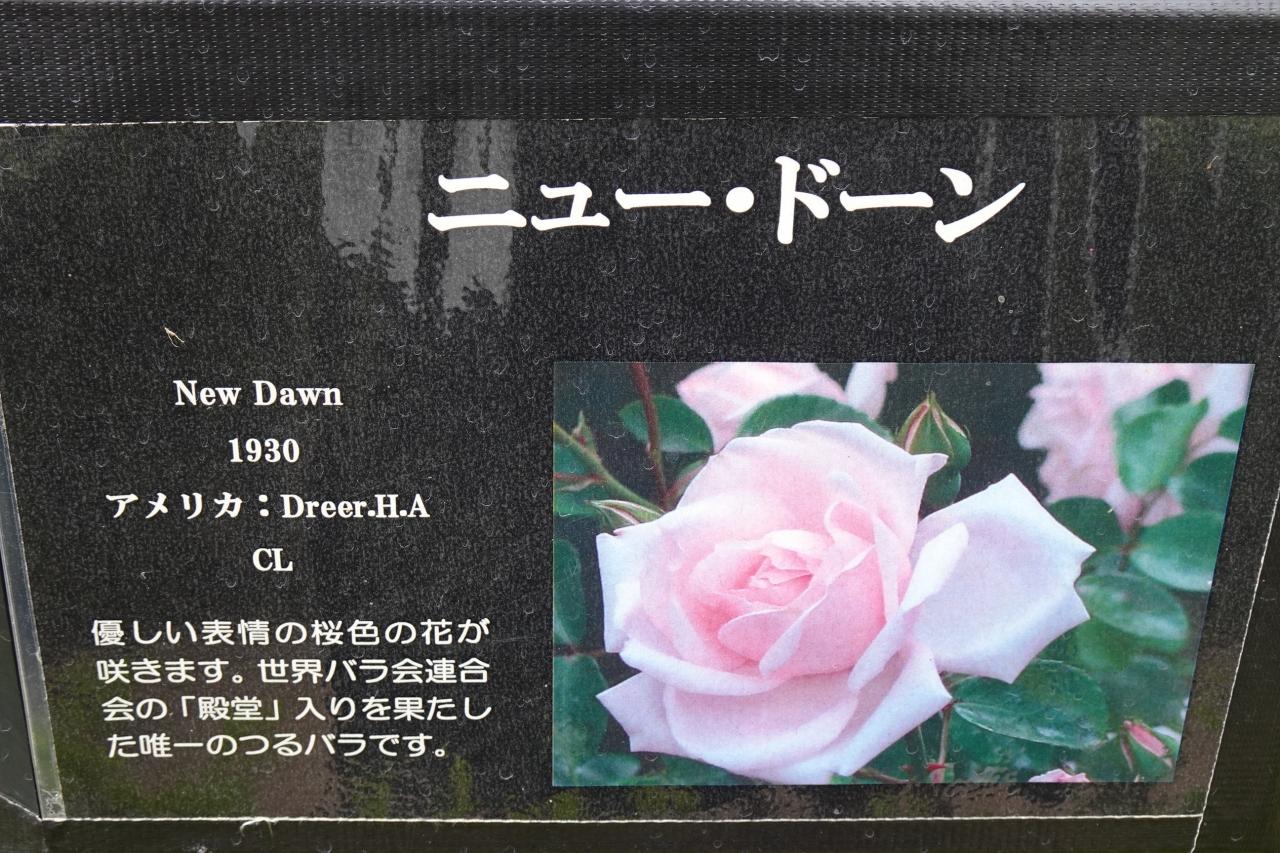 ニュー・ドーン
New Dawn
1930
アメリカ：Dreer.H.A
CL
優しい表情の桜色の花が
咲きます。世界バラ会連合
会の「殿堂」入りを果たし
た唯一のつるバラです。